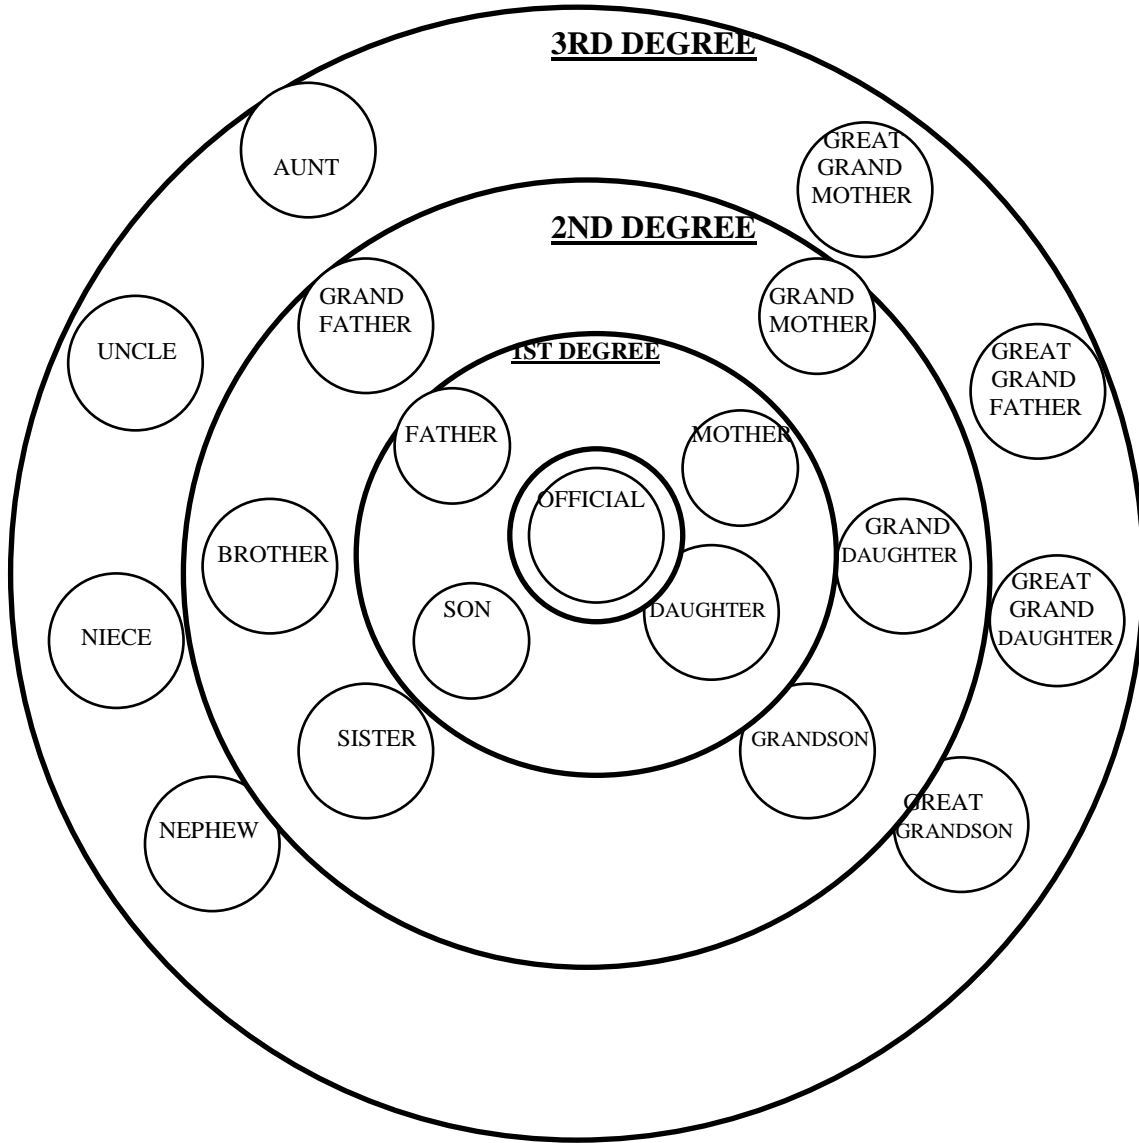 3RD DEGREE
AUNT
GREAT
GRAND
MOTHER
2ND DEGREE
GRAND
FATHER
GRAND
MOTHER
UNCLE
1ST DEGREE
GREAT
GRAND
FATHER
FATHER
MOTHER
OFFICIAL
BROTHER
GRAND
DAUGHTER
SON
DAUGHTER
GREAT
GRAND
DAUGHTER
NIECE
SISTER
GRANDSON
NEPHEW
GREAT
GRANDSON